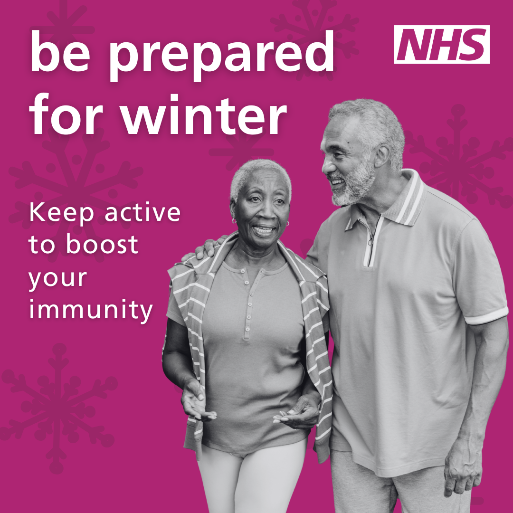 be prepared
for winter
NHS
Keep active
to boost
your
immunity